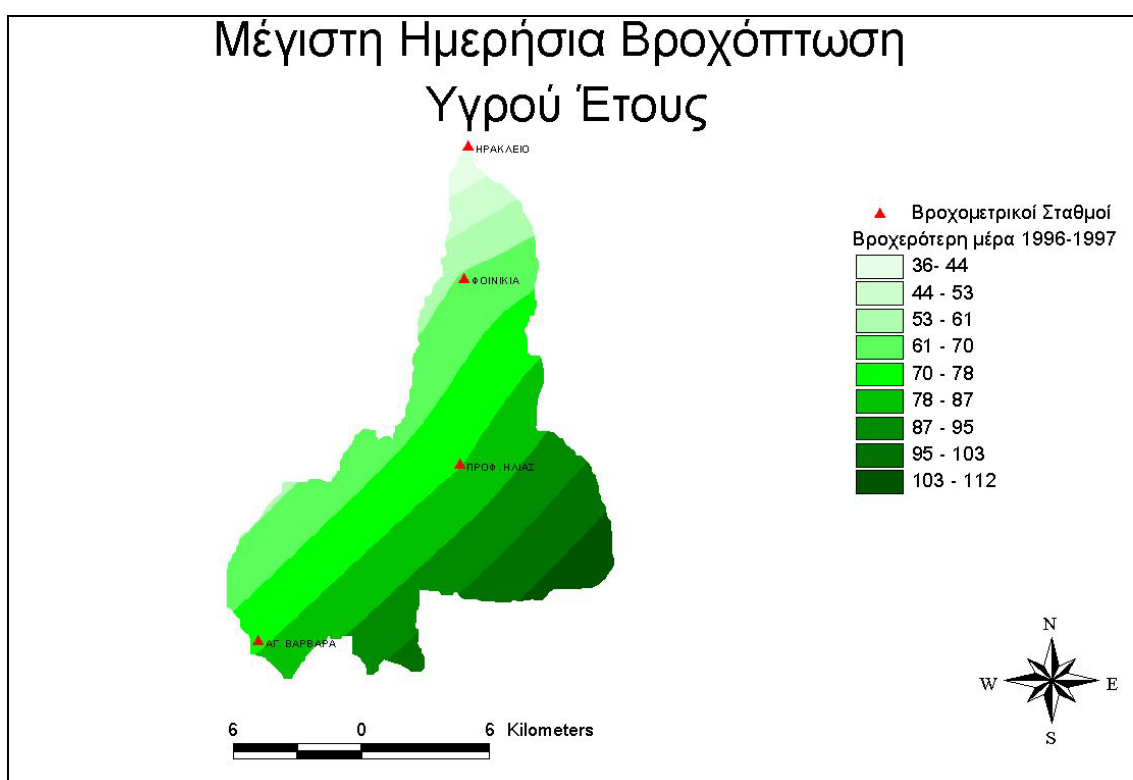 Μέγιστη Ημερήσια Βροχόπτωση
Υγρού Έτους
ΗΡΑΚΛΕΙΟ
ΦΟΙΝΙΚΙΑ
ΠΡΟΦ. ΗΛΙΑΣ
ΑΓ. ΒΑΡΒΑΡΑ
Βροχομετρικοί Σταθμοί
Βροχερότερη μέρα 1996-1997
36- 44
44 - 53
53 - 61
61 - 70
70 - 78
78 - 87
87 - 95
95 - 103
103 - 112
6 0 6 Kilometers
N
W E
S